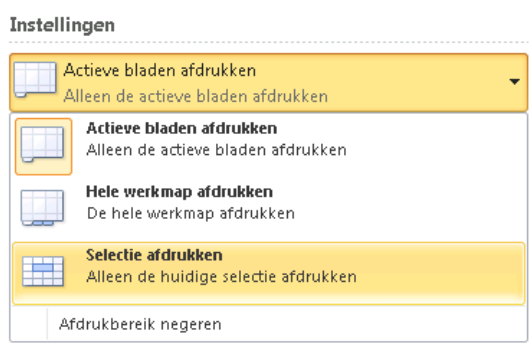 Instellingen
Actieve bladen afdrukken
Alleen de actieve bladen afdrukken
Actieve bladen afdrukken
Alleen de actieve bladen afdrukken
Hele werkmap afdrukken
De hele werkmap afdrukken
Selectie afdrukken
Alleen de huidige selectie afdrukken
Afdrukbereik negeren